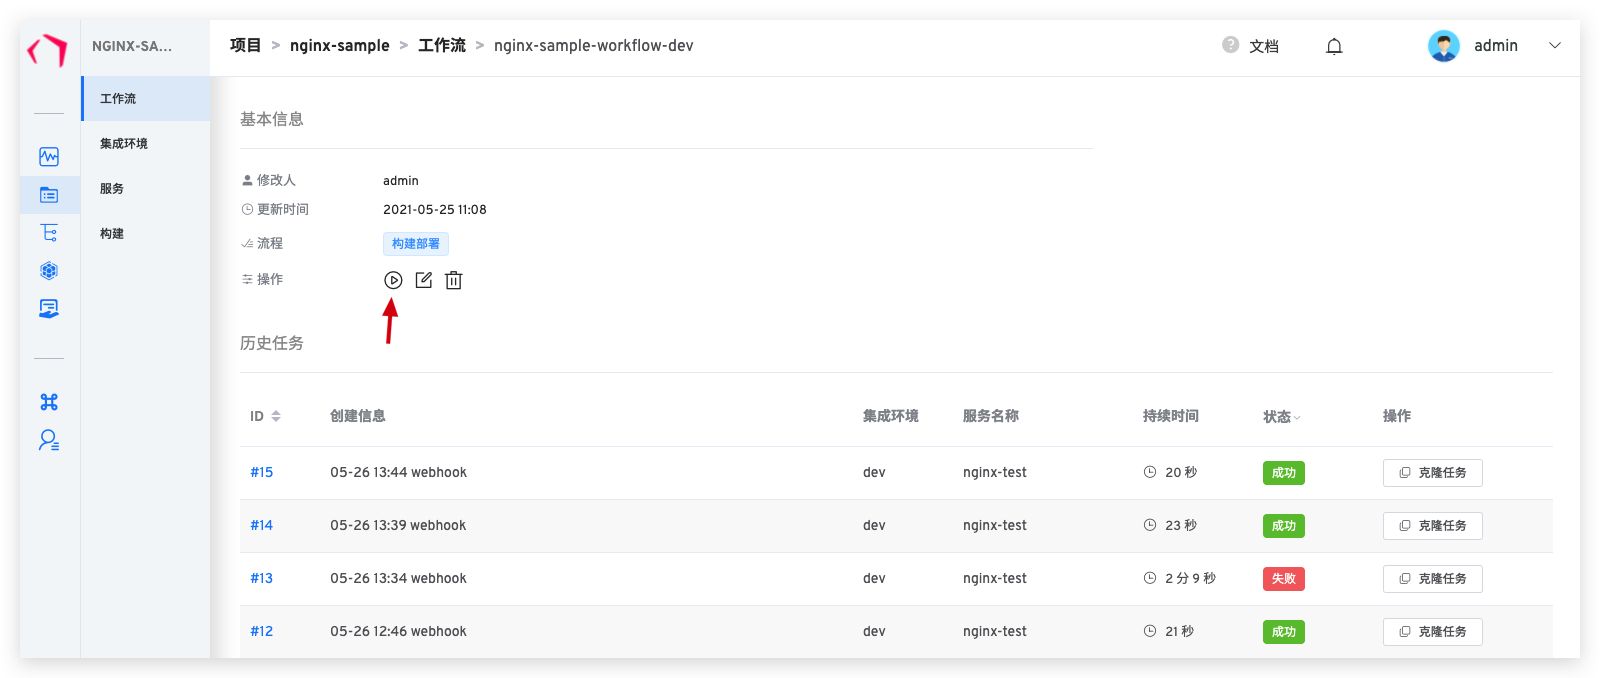 NGINX-SA...
项目 > nginx-sample > 工作流 > nginx-sample-workflow-dev
? 文档
admin
工作流
集成环境
服务
构建
基本信息
修改人 admin
更新时间 2021-05-25 11:08
流程 构建部署
操作
历史任务
ID 创建信息 集成环境 服务名称 持续时间 状态 操作
#15 05-26 13:44 webhook dev nginx-test 20 秒 成功 克隆任务
#14 05-26 13:39 webhook dev nginx-test 23 秒 成功 克隆任务
#13 05-26 13:34 webhook dev nginx-test 2 分 9 秒 失败 克隆任务
#12 05-26 12:46 webhook dev nginx-test 21 秒 成功 克隆任务